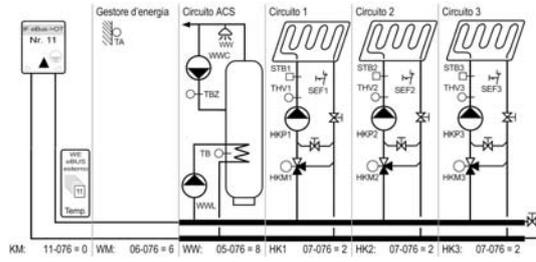 Gestore d'energia
Circuito ACS
Circuito 1
Circuito 2
Circuito 3
IF eBus->OT
Nr. 11
TA
WW
WWC
TBZ
TB
WWL
STB1
THV1
SEF1
HKP1
HKM1
STB2
THV2
SEF2
HKP2
HKM2
STB3
THV3
SEF3
HKP3
HKM3
WE
eBUS
esterno
11
Temp.
KM: 11-076 = 0
WM: 06-076 = 6
WW: 05-076 = 8
HK1 07-076 = 2
HK2: 07-076 = 2
HK3: 07-076 = 2